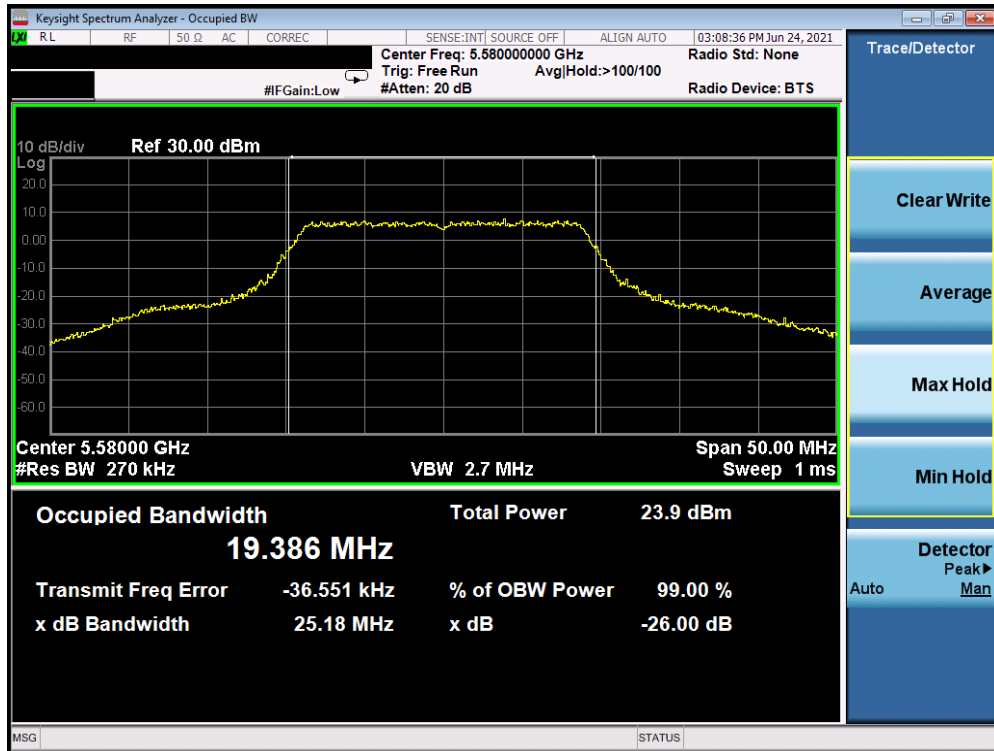 Keysight Spectrum Analyzer - Occupied BW
LXI RL RF 50 Ω AC CORREC SENSE:INT SOURCE OFF ALIGN AUTO 03:08:36 PM Jun 24, 2021
Center Freq: 5.580000000 GHz Radio Std: None
Trig: Free Run Avg|Hold:>100/100
#IFGain:Low #Atten: 20 dB Radio Device: BTS
Trace/Detector
10 dB/div Ref 30.00 dBm
Log
20.0
10.0
0.00
-10.0
-20.0
-30.0
-40.0
-50.0
-60.0
Center 5.58000 GHz Span 50.00 MHz
#Res BW 270 kHz VBW 2.7 MHz Sweep 1 ms
Occupied Bandwidth Total Power 23.9 dBm
19.386 MHz
Transmit Freq Error -36.551 kHz % of OBW Power 99.00 %
x dB Bandwidth 25.18 MHz x dB -26.00 dB
Clear Write
Average
Max Hold
Min Hold
Detector
Peak▶
Auto Man
MSG STATUS